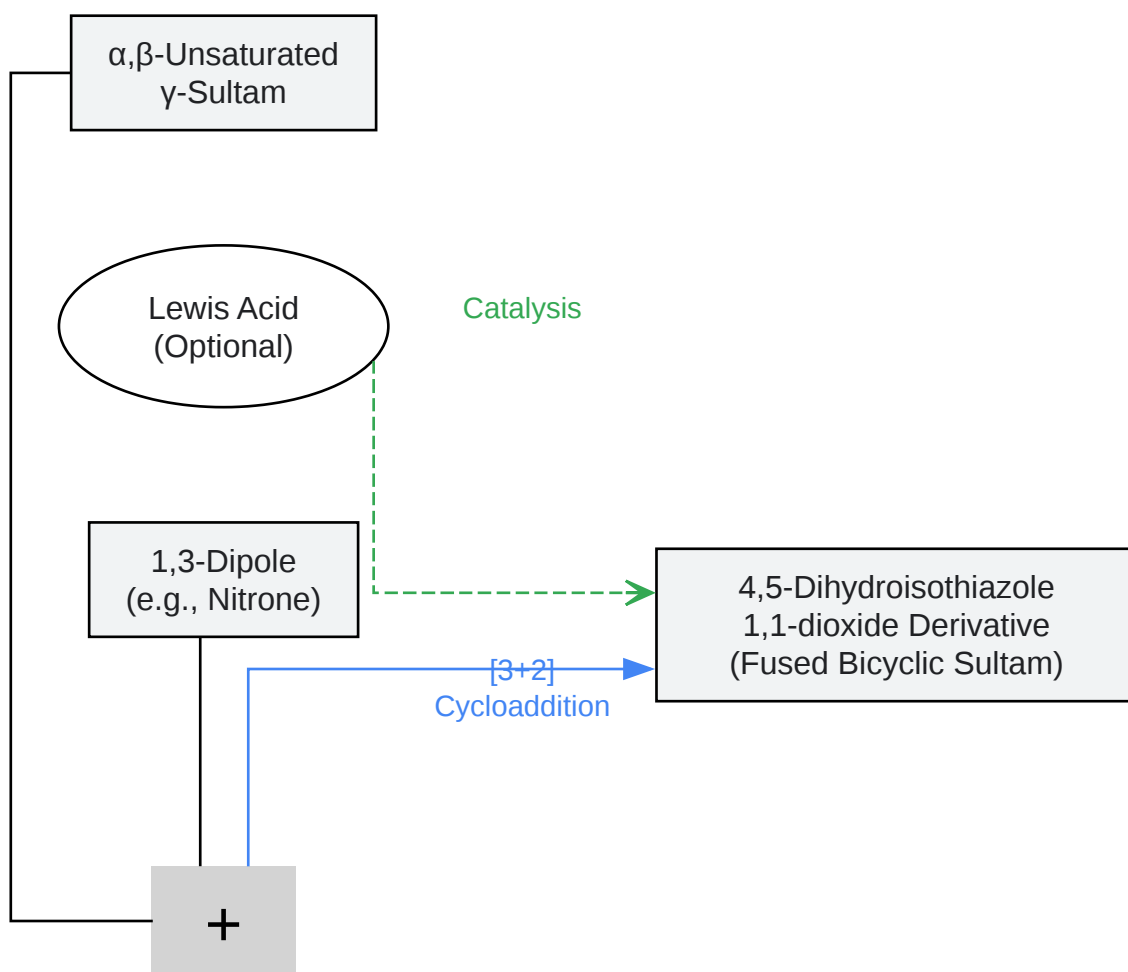 α,β-Unsaturated
γ-Sultam
Lewis Acid
(Optional)
Catalysis
1,3-Dipole
(e.g., Nitrone)
4,5-Dihydroisothiazole
1,1-dioxide Derivative
(Fused Bicyclic Sultam)
[3+2]
Cycloaddition
+